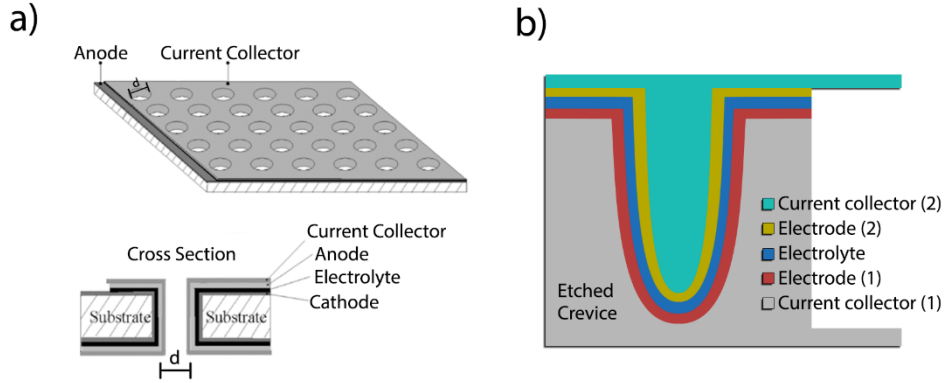 a)
Anode
Current Collector
d
Cross Section
Current Collector
Anode
Electrolyte
Cathode
Substrate
Substrate
d
b)
Current collector (2)
Electrode (2)
Electrolyte
Electrode (1)
Current collector (1)
Etched
Crevice